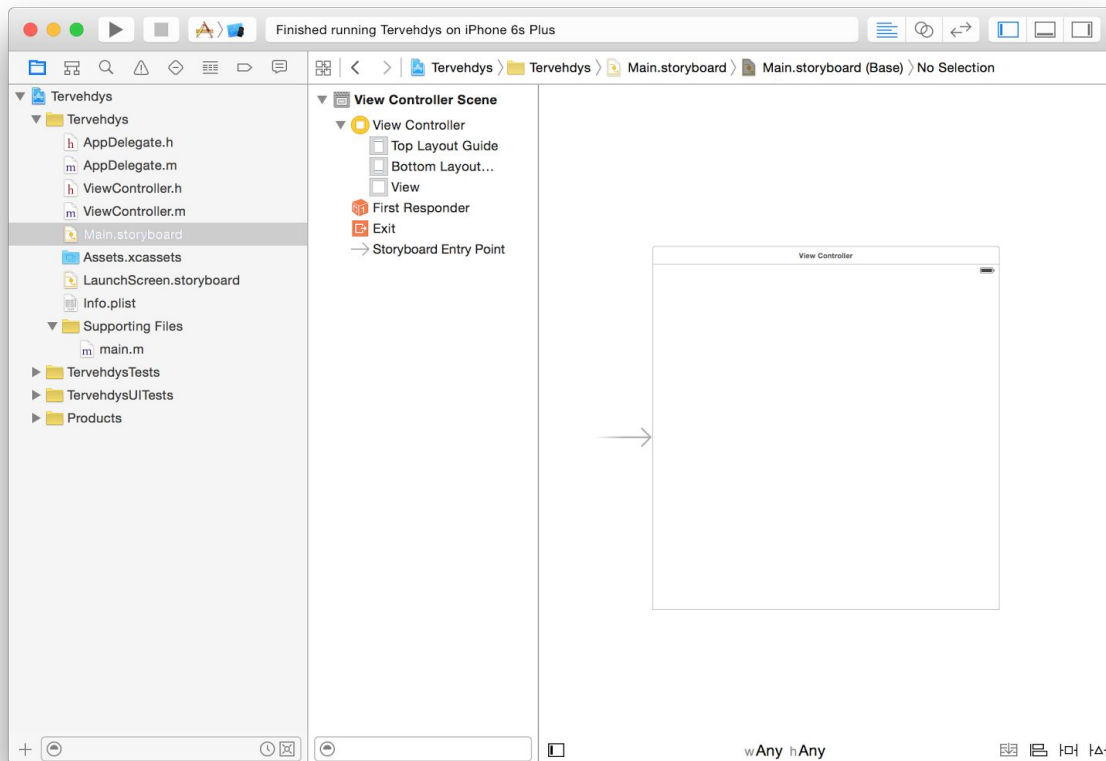 Finished running Tervehdys on iPhone 6s Plus
Tervehdys Tervehdys Main.storyboard Main.storyboard (Base) No Selection
Tervehdys
Tervehdys
h AppDelegate.h
m AppDelegate.m
h ViewController.h
m ViewController.m
Main.storyboard
Assets.xcassets
LaunchScreen.storyboard
Info.plist
Supporting Files
m main.m
TervehdysTests
TervehdysUITests
Products
View Controller Scene
View Controller
Top Layout Guide
Bottom Layout…
View
First Responder
Exit
Storyboard Entry Point
View Controller
wAny hAny